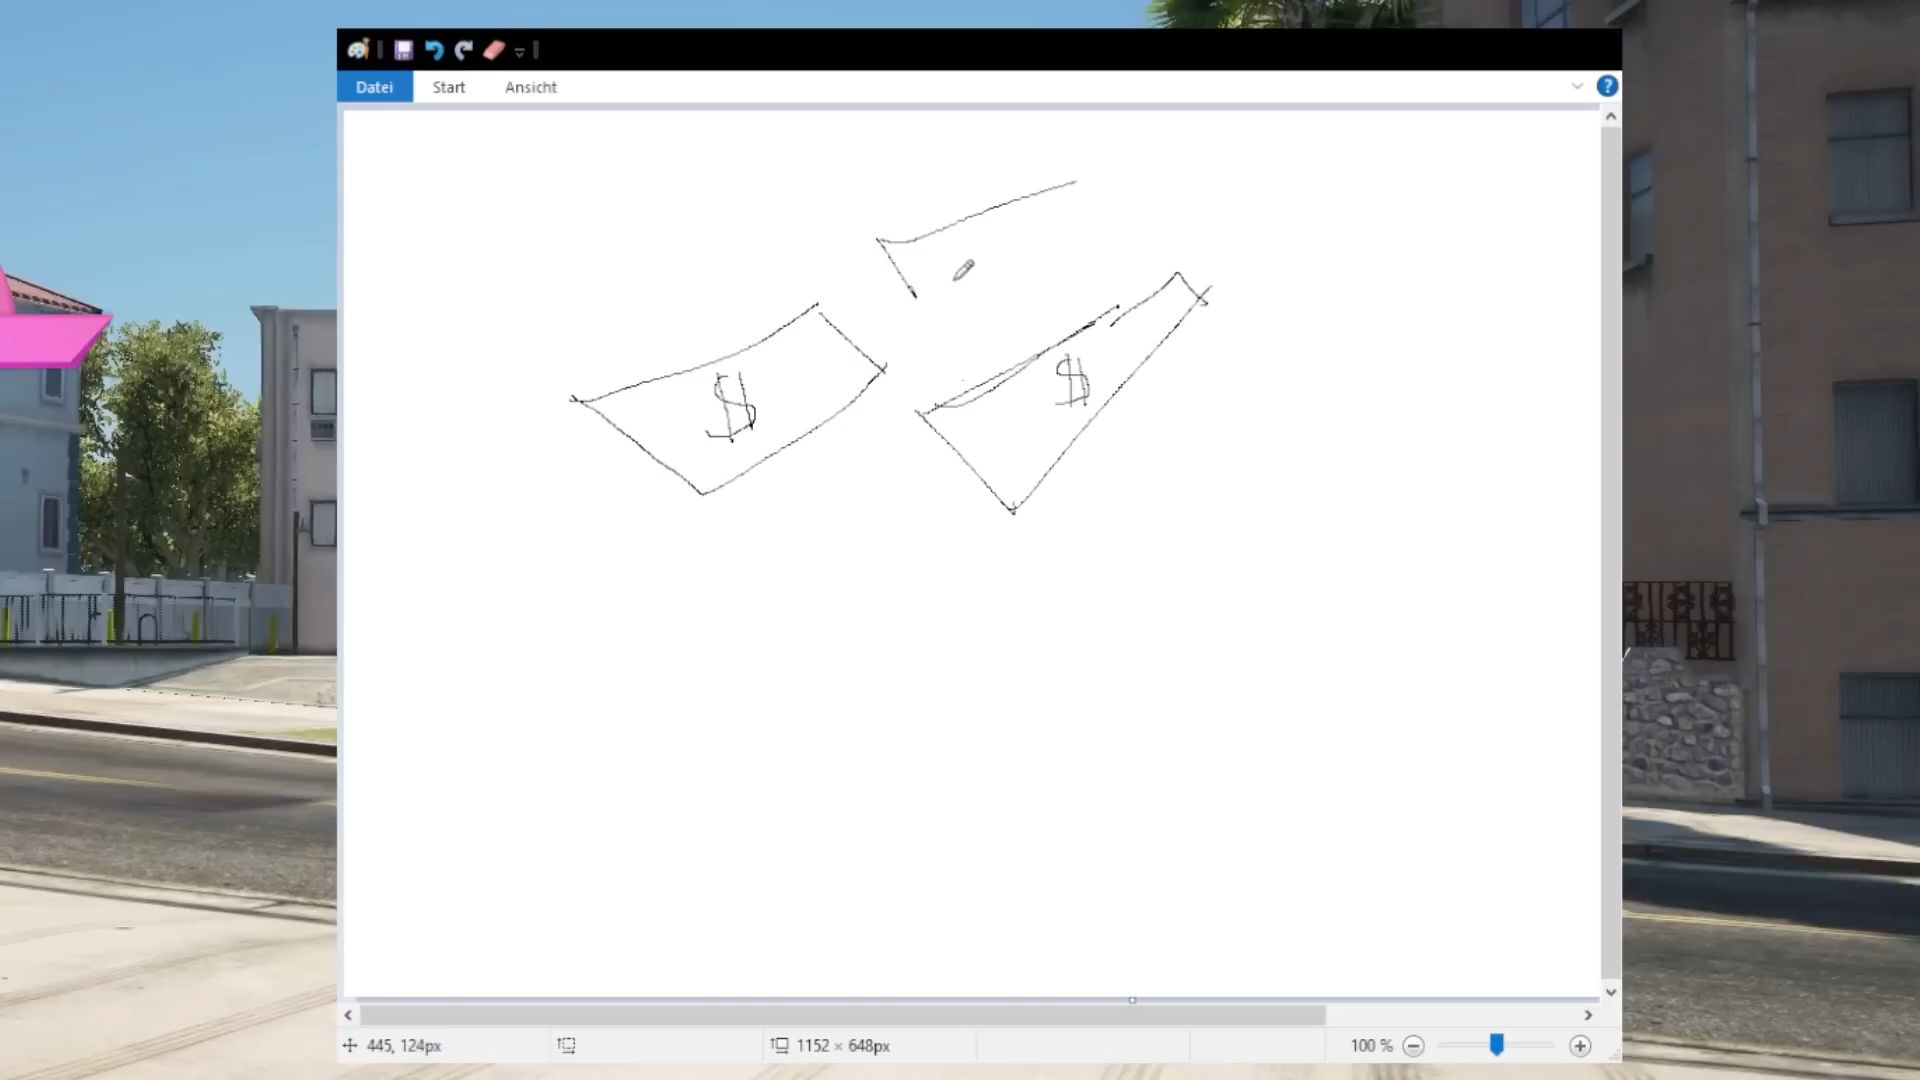 Datei Start Ansicht ?
$ $
445, 124px 1152 × 648px 100 %